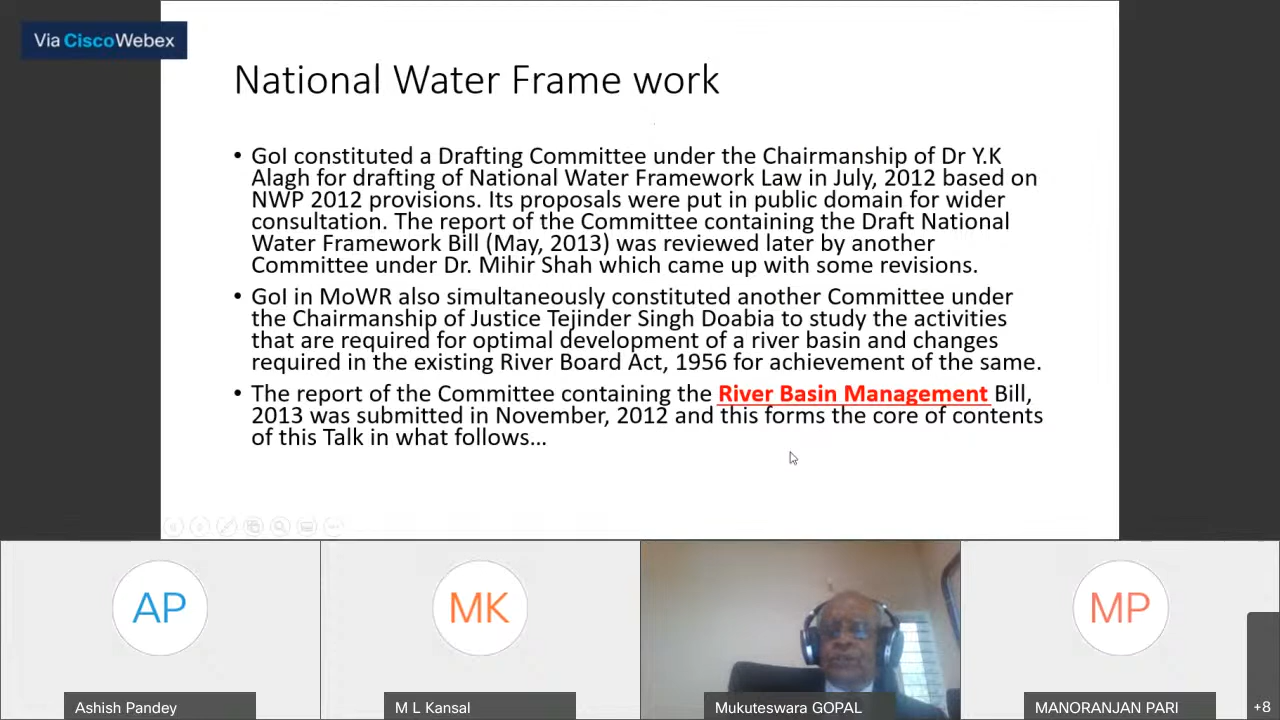 Via CiscoWebex
National Water Frame work
• GoI constituted a Drafting Committee under the Chairmanship of Dr Y.K
Alagh for drafting of National Water Framework Law in July, 2012 based on
NWP 2012 provisions. Its proposals were put in public domain for wider
consultation. The report of the Committee containing the Draft National
Water Framework Bill (May, 2013) was reviewed later by another
Committee under Dr. Mihir Shah which came up with some revisions.
• GoI in MoWR also simultaneously constituted another Committee under
the Chairmanship of Justice Tejinder Singh Doabia to study the activities
that are required for optimal development of a river basin and changes
required in the existing River Board Act, 1956 for achievement of the same.
• The report of the Committee containing the River Basin Management Bill,
2013 was submitted in November, 2012 and this forms the core of contents
of this Talk in what follows…
AP
MK
MP
Ashish Pandey
M L Kansal
Mukuteswara GOPAL
MANORANJAN PARI
+8